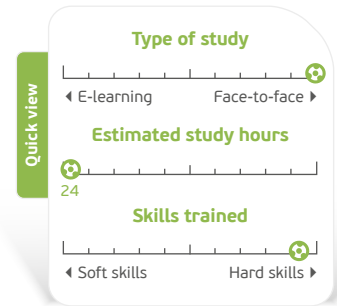 Quick view
Type of study
E-learning Face-to-face
Estimated study hours
24
Skills trained
Soft skills Hard skills